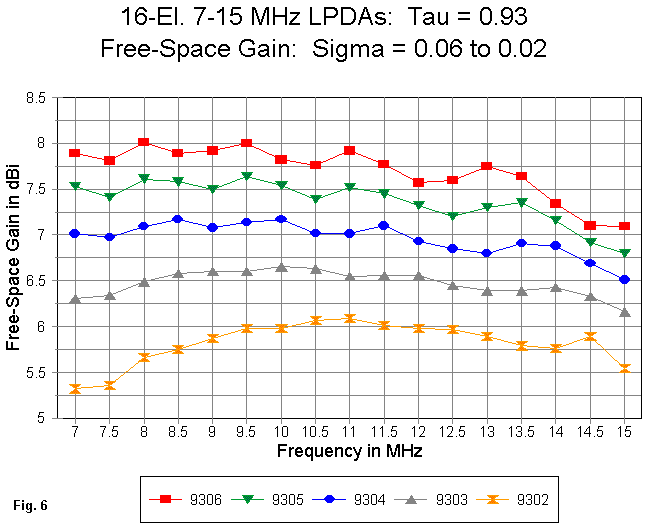 16-El. 7-15 MHz LPDAs: Tau = 0.93
Free-Space Gain: Sigma = 0.06 to 0.02
Free-Space Gain in dBi
8.5
8
7.5
7
6.5
6
5.5
5
7 7.5 8 8.5 9 9.5 10 10.5 11 11.5 12 12.5 13 13.5 14 14.5 15
Frequency in MHz
Fig. 6
9306 9305 9304 9303 9302